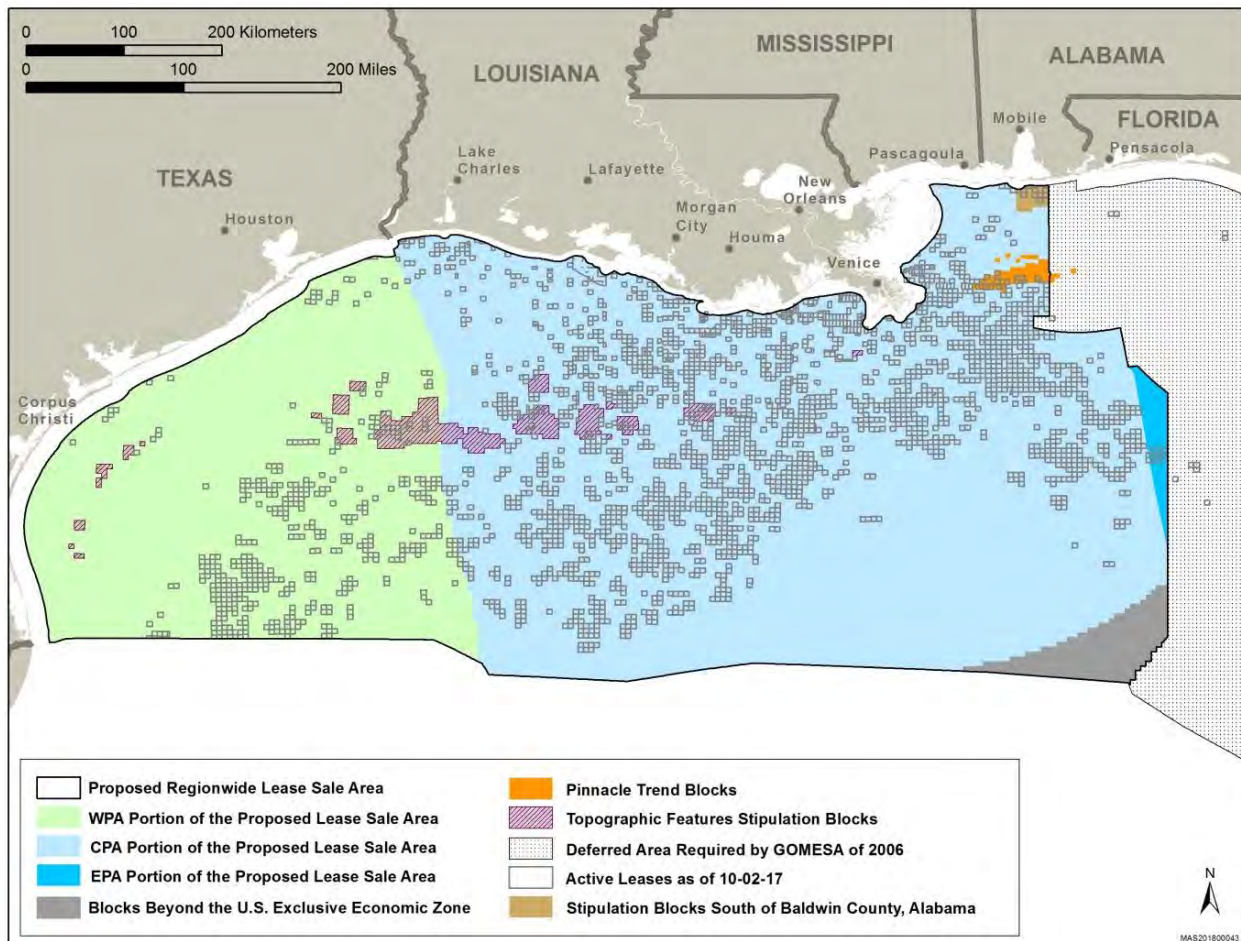 0 100 200 Kilometers
0 100 200 Miles
MISSISSIPPI
LOUISIANA
ALABAMA
Mobile
FLORIDA
Pensacola
Pascagoula
Lake
Charles
Lafayette
New
Orleans
TEXAS
Morgan
City
Houston
Houma
Venice
Corpus
Christi
Proposed Regionwide Lease Sale Area
WPA Portion of the Proposed Lease Sale Area
CPA Portion of the Proposed Lease Sale Area
EPA Portion of the Proposed Lease Sale Area
Blocks Beyond the U.S. Exclusive Economic Zone
Pinnacle Trend Blocks
Topographic Features Stipulation Blocks
Deferred Area Required by GOMESA of 2006
Active Leases as of 10-02-17
Stipulation Blocks South of Baldwin County, Alabama
N
MAS201800043